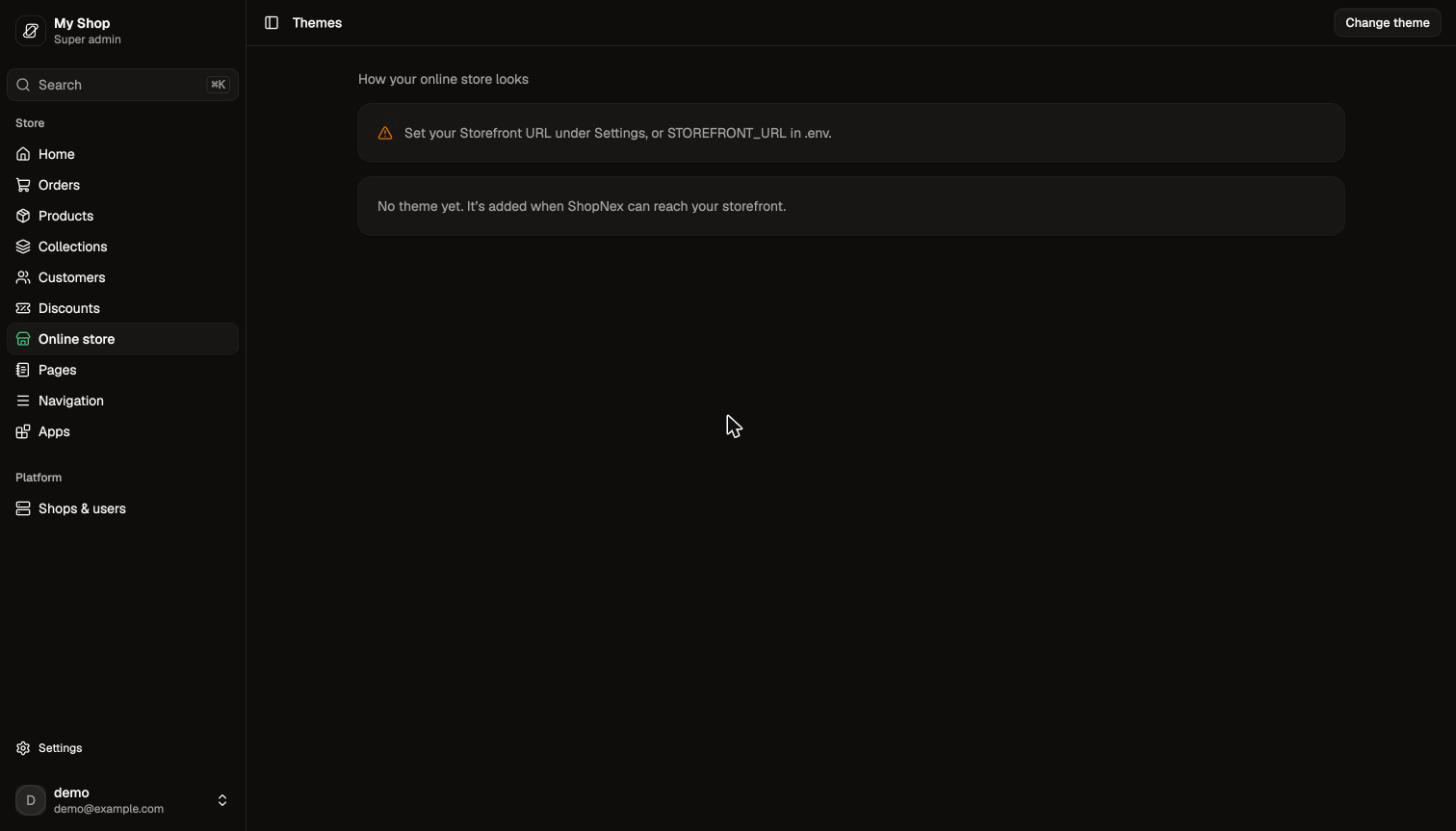 My Shop
Super admin
Search
⌘K
Store
Home
Orders
Products
Collections
Customers
Discounts
Online store
Pages
Navigation
Apps
Platform
Shops & users
Settings
D
demo
demo@example.com
Themes
Change theme
How your online store looks
Set your Storefront URL under Settings, or STOREFRONT_URL in .env.
No theme yet. It's added when ShopNex can reach your storefront.